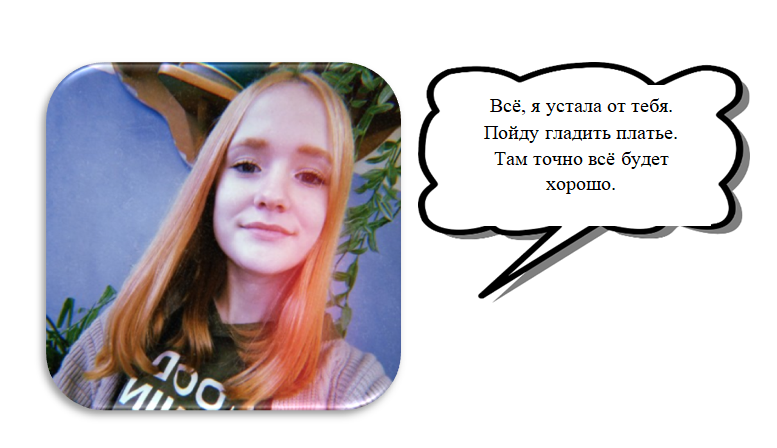 Всё, я устала от тебя.
Пойду гладить платье.
Там точно всё будет
хорошо.